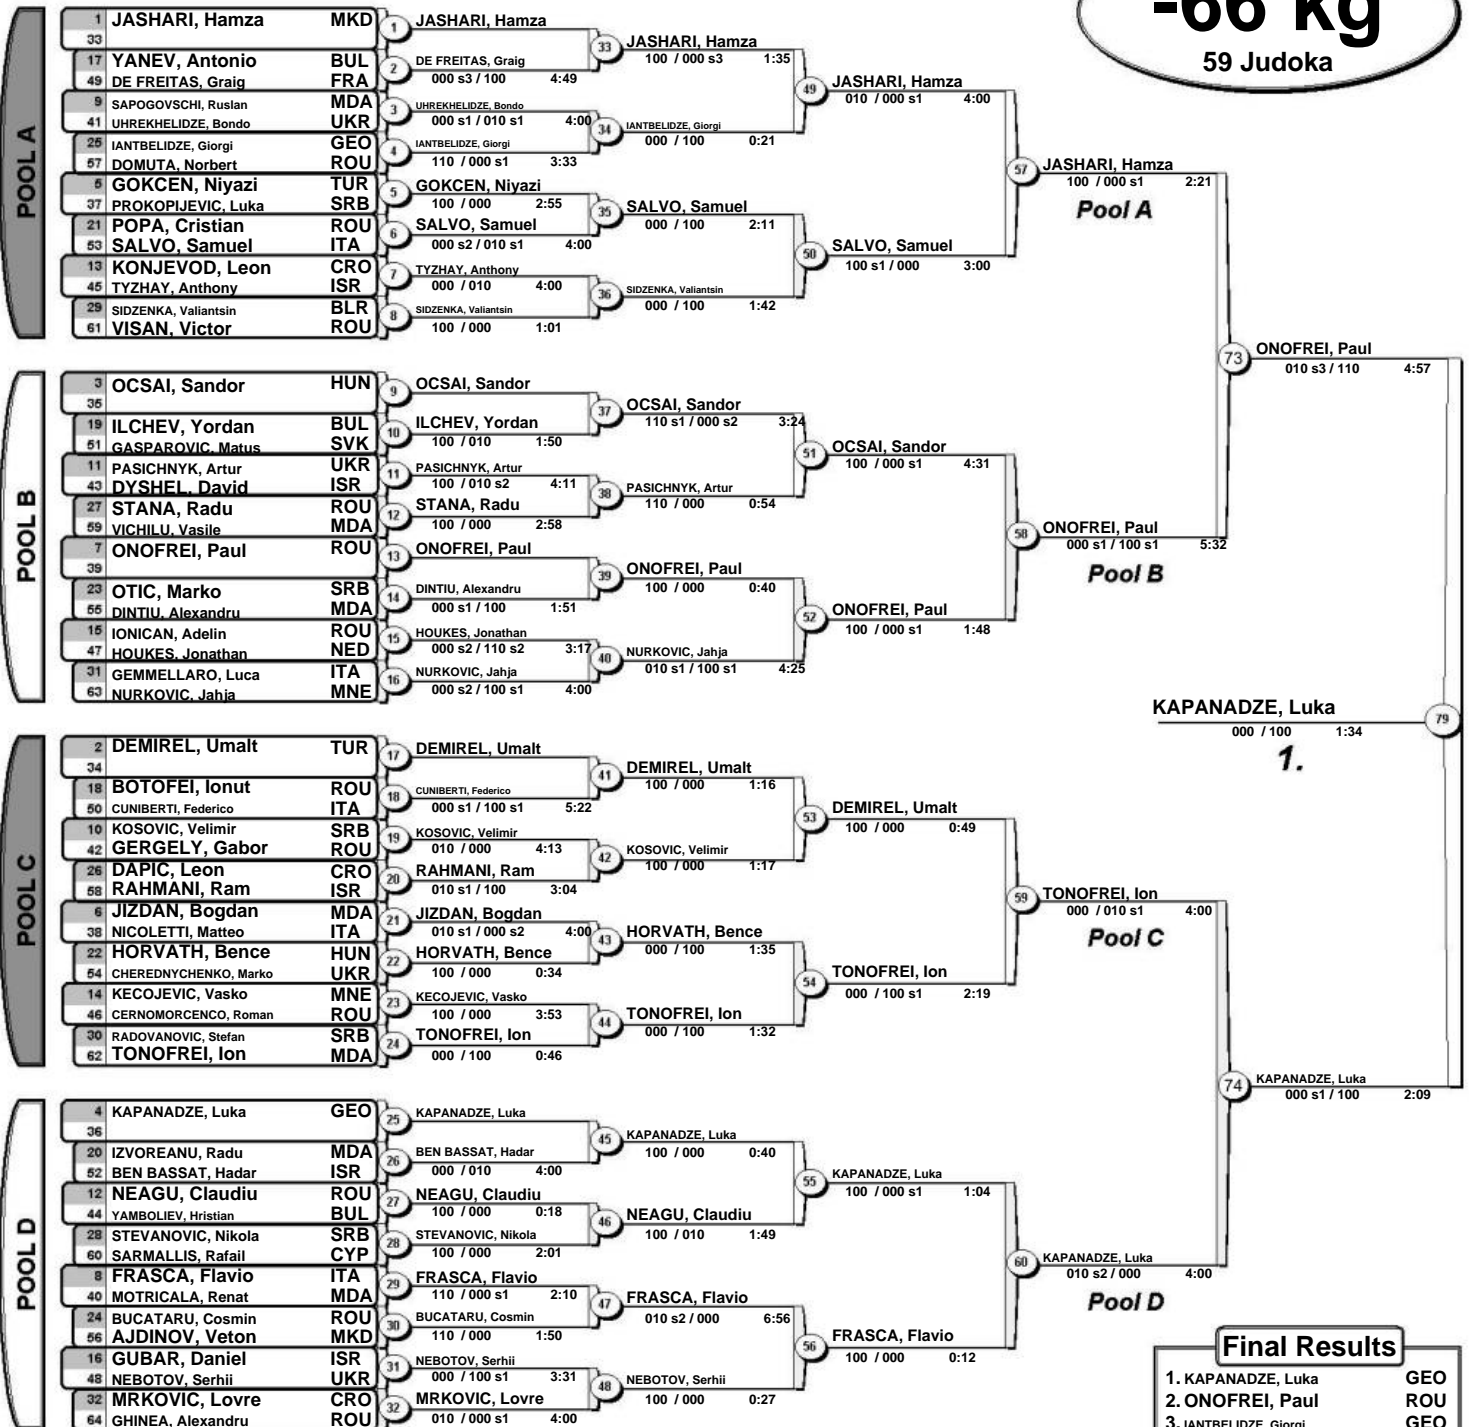 -66 kg
59 Judoka
POOL A
1 JASHARI, Hamza MKD
33
17 YANEV, Antonio BUL
49 DE FREITAS, Graig FRA
9 SAPOGOVSCHI, Ruslan MDA
41 UHREKHELIDZE, Bondo UKR
25 IANTBELIDZE, Giorgi GEO
57 DOMUTA, Norbert ROU
5 GOKCEN, Niyazi TUR
37 PROKOPIJEVIC, Luka SRB
21 POPA, Cristian ROU
53 SALVO, Samuel ITA
13 KONJEVOD, Leon CRO
45 TYZHAY, Anthony ISR
29 SIDZENKA, Valiantsin BLR
61 VISAN, Victor ROU
1 JASHARI, Hamza
2 DE FREITAS, Graig
000 s3 / 100 4:49
3 UHREKHELIDZE, Bondo
000 s1 / 010 s1 4:00
4 IANTBELIDZE, Giorgi
110 / 000 s1 3:33
5 GOKCEN, Niyazi
100 / 000 2:55
6 SALVO, Samuel
000 s2 / 010 s1 4:00
7 TYZHAY, Anthony
000 / 010 4:00
8 SIDZENKA, Valiantsin
100 / 000 1:01
33 JASHARI, Hamza
100 / 000 s3 1:35
34 IANTBELIDZE, Giorgi
000 / 100 0:21
35 SALVO, Samuel
000 / 100 2:11
36 SIDZENKA, Valiantsin
000 / 100 1:42
49 JASHARI, Hamza
010 / 000 s1 4:00
50 SALVO, Samuel
100 s1 / 000 3:00
57 JASHARI, Hamza
100 / 000 s1 2:21
Pool A
POOL B
3 OCSAI, Sandor HUN
35
19 ILCHEV, Yordan BUL
51 GASPAROVIC, Matus SVK
11 PASICHNYK, Artur UKR
43 DYSHEL, David ISR
27 STANA, Radu ROU
59 VICHILU, Vasile MDA
7 ONOFREI, Paul ROU
39
23 OTIC, Marko SRB
55 DINTIU, Alexandru MDA
15 IONICAN, Adelin ROU
47 HOUKES, Jonathan NED
31 GEMMELLARO, Luca ITA
63 NURKOVIC, Jahja MNE
9 OCSAI, Sandor
10 ILCHEV, Yordan
100 / 010 1:50
11 PASICHNYK, Artur
100 / 010 s2 4:11
12 STANA, Radu
100 / 000 2:58
13 ONOFREI, Paul
14 DINTIU, Alexandru
000 s1 / 100 1:51
15 HOUKES, Jonathan
000 s2 / 110 s2 3:17
16 NURKOVIC, Jahja
000 s2 / 100 s1 4:00
37 OCSAI, Sandor
110 s1 / 000 s2 3:24
38 PASICHNYK, Artur
110 / 000 0:54
39 ONOFREI, Paul
100 / 000 0:40
40 NURKOVIC, Jahja
010 s1 / 100 s1 4:25
51 OCSAI, Sandor
100 / 000 s1 4:31
52 ONOFREI, Paul
100 / 000 s1 1:48
58 ONOFREI, Paul
000 s1 / 100 s1 5:32
Pool B
73 ONOFREI, Paul
010 s3 / 110 4:57
KAPANADZE, Luka 79
000 / 100 1:34
1.
POOL C
2 DEMIREL, Umalt TUR
34
18 BOTOFEI, Ionut ROU
50 CUNIBERTI, Federico ITA
10 KOSOVIC, Velimir SRB
42 GERGELY, Gabor ROU
26 DAPIC, Leon CRO
58 RAHMANI, Ram ISR
6 JIZDAN, Bogdan MDA
38 NICOLETTI, Matteo ITA
22 HORVATH, Bence HUN
54 CHEREDNYCHENKO, Marko UKR
14 KECOJEVIC, Vasko MNE
46 CERNOMORCENCO, Roman ROU
30 RADOVANOVIC, Stefan SRB
62 TONOFREI, Ion MDA
17 DEMIREL, Umalt
18 CUNIBERTI, Federico
000 s1 / 100 s1 5:22
19 KOSOVIC, Velimir
010 / 000 4:13
20 RAHMANI, Ram
010 s1 / 100 3:04
21 JIZDAN, Bogdan
010 s1 / 000 s2 4:00
22 HORVATH, Bence
100 / 000 0:34
23 KECOJEVIC, Vasko
100 / 000 3:53
24 TONOFREI, Ion
000 / 100 0:46
41 DEMIREL, Umalt
100 / 000 1:16
42 KOSOVIC, Velimir
100 / 000 1:17
43 HORVATH, Bence
000 / 100 1:35
44 TONOFREI, Ion
000 / 100 1:32
53 DEMIREL, Umalt
100 / 000 0:49
54 TONOFREI, Ion
000 / 100 s1 2:19
59 TONOFREI, Ion
000 / 010 s1 4:00
Pool C
POOL D
4 KAPANADZE, Luka GEO
36
20 IZVOREANU, Radu MDA
52 BEN BASSAT, Hadar ISR
12 NEAGU, Claudiu ROU
44 YAMBOLIEV, Hristian BUL
28 STEVANOVIC, Nikola SRB
60 SARMALLIS, Rafail CYP
8 FRASCA, Flavio ITA
40 MOTRICALA, Renat MDA
24 BUCATARU, Cosmin ROU
56 AJDINOV, Veton MKD
16 GUBAR, Daniel ISR
48 NEBOTOV, Serhii UKR
32 MRKOVIC, Lovre CRO
64 GHINEA, Alexandru ROU
25 KAPANADZE, Luka
26 BEN BASSAT, Hadar
000 / 010 4:00
27 NEAGU, Claudiu
100 / 000 0:18
28 STEVANOVIC, Nikola
100 / 000 2:01
29 FRASCA, Flavio
110 / 000 s1 2:10
30 BUCATARU, Cosmin
110 / 000 1:50
31 NEBOTOV, Serhii
000 / 100 s1 3:31
32 MRKOVIC, Lovre
010 / 000 s1 4:00
45 KAPANADZE, Luka
100 / 000 0:40
46 NEAGU, Claudiu
100 / 010 1:49
47 FRASCA, Flavio
010 s2 / 000 6:56
48 NEBOTOV, Serhii
100 / 000 0:27
55 KAPANADZE, Luka
100 / 000 s1 1:04
56 FRASCA, Flavio
100 / 000 0:12
60 KAPANADZE, Luka
010 s2 / 000 4:00
Pool D
74 KAPANADZE, Luka
000 s1 / 100 2:09
Final Results
1. KAPANADZE, Luka GEO
2. ONOFREI, Paul ROU
3. IANTBELIDZE, Giorgi GEO